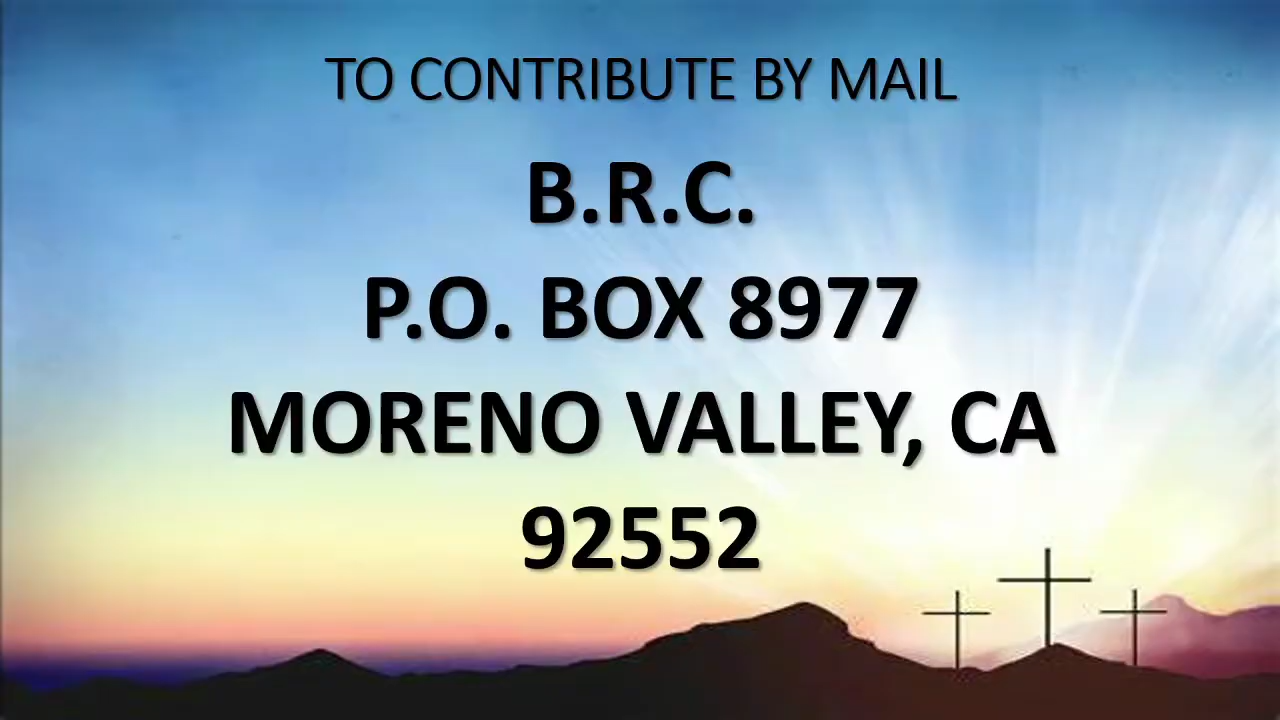 TO CONTRIBUTE BY MAIL
B.R.C.
P.O. BOX 8977
MORENO VALLEY, CA
92552